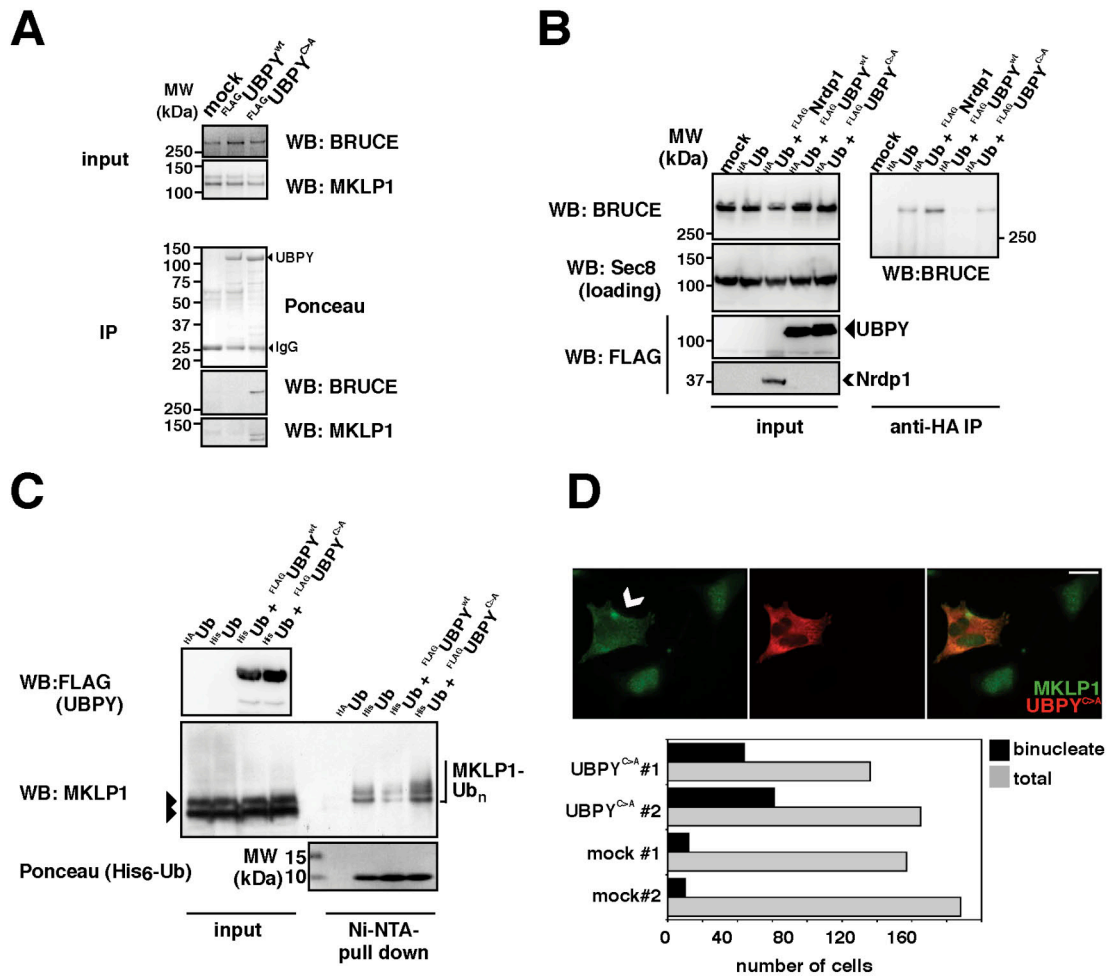 A
MW
(kDa)
mock
FLAGUBPYwt
FLAGUBPYC>A
input
250
WB: BRUCE
150
100
WB: MKLP1
IP
150
100
75
50
37
25
20
UBPY
Ponceau
IgG
250
WB: BRUCE
150
WB: MKLP1
B
MW
(kDa)
mock
HAUb
HAUb + FLAGNrdp1
HAUb + FLAGUBPYwt
HAUb + FLAGUBPYC>A
mock
HAUb
HAUb + FLAGNrdp1
HAUb + FLAGUBPYwt
HAUb + FLAGUBPYC>A
WB: BRUCE
250
250
WB:BRUCE
WB: Sec8
(loading)
150
100
WB: FLAG
100
UBPY
37
Nrdp1
input
anti-HA IP
C
HAUb
HisUb
HisUb + FLAGUBPYwt
HisUb + FLAGUBPYC>A
WB:FLAG
(UBPY)
HAUb
HisUb
HisUb + FLAGUBPYwt
HisUb + FLAGUBPYC>A
WB: MKLP1
MKLP1-
Ubn
Ponceau (His6-Ub)
MW
(kDa)
15
10
input
Ni-NTA-
pull down
D
MKLP1
UBPYC>A
binucleate
total
UBPYC>A#1
UBPYC>A #2
mock #1
mock#2
0 40 80 120 160
number of cells